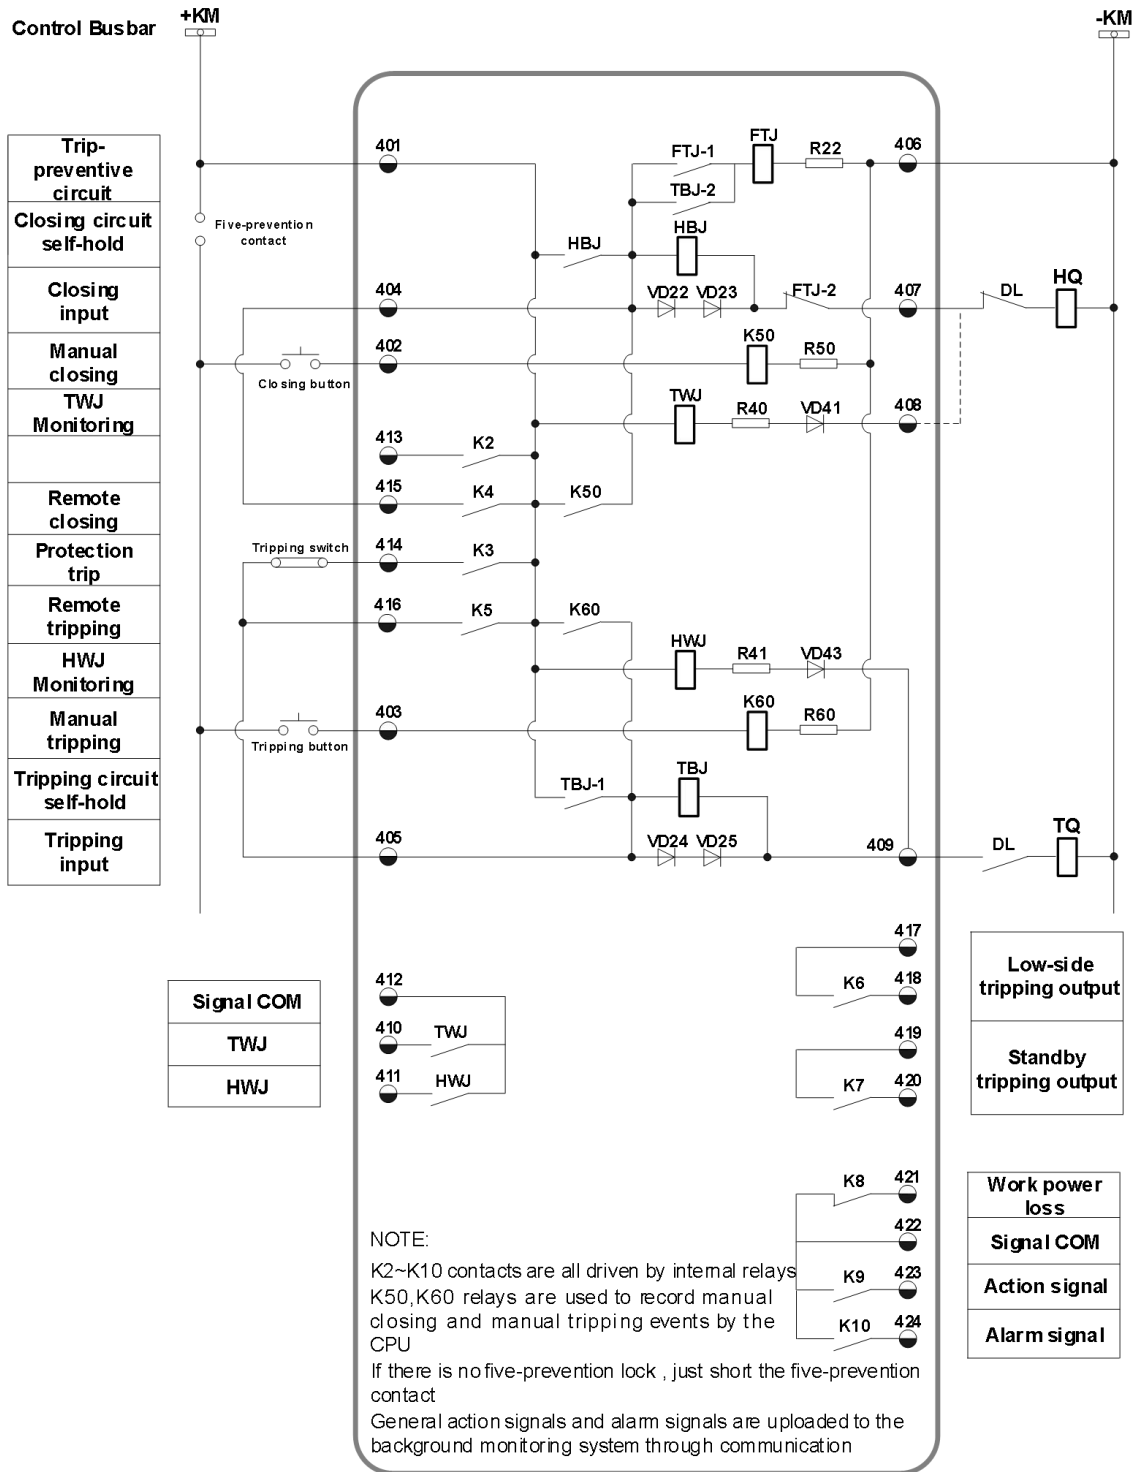 Control Busbar
+KM
-KM
Trip-
preventive
circuit
Closing circuit
self-hold
Closing
input
Manual
closing
TWJ
Monitoring
Remote
closing
Protection
trip
Remote
tripping
HWJ
Monitoring
Manual
tripping
Tripping circuit
self-hold
Tripping
input
401
FTJ-1
FTJ
R22
406
TBJ-2
Five-prevention
contact
HBJ
HBJ
404
VD22
VD23
FTJ-2
407
DL
HQ
402
K50
R50
Closing button
TWJ
R40
VD41
408
413
K2
415
K4
K50
Tripping switch
414
K3
416
K5
K60
HWJ
R41
VD43
403
K60
R60
Tripping button
TBJ-1
TBJ
405
VD24
VD25
409
DL
TQ
417
K6
418
Low-side
tripping output
419
K7
420
Standby
tripping output
Signal COM
TWJ
HWJ
412
410
TWJ
411
HWJ
K8
421
422
K9
423
K10
424
Work power
loss
Signal COM
Action signal
Alarm signal
NOTE:
K2~K10 contacts are all driven by internal relays
K50,K60 relays are used to record manual
closing and manual tripping events by the
CPU
If there is no five-prevention lock , just short the five-prevention
contact
General action signals and alarm signals are uploaded to the
background monitoring system through communication